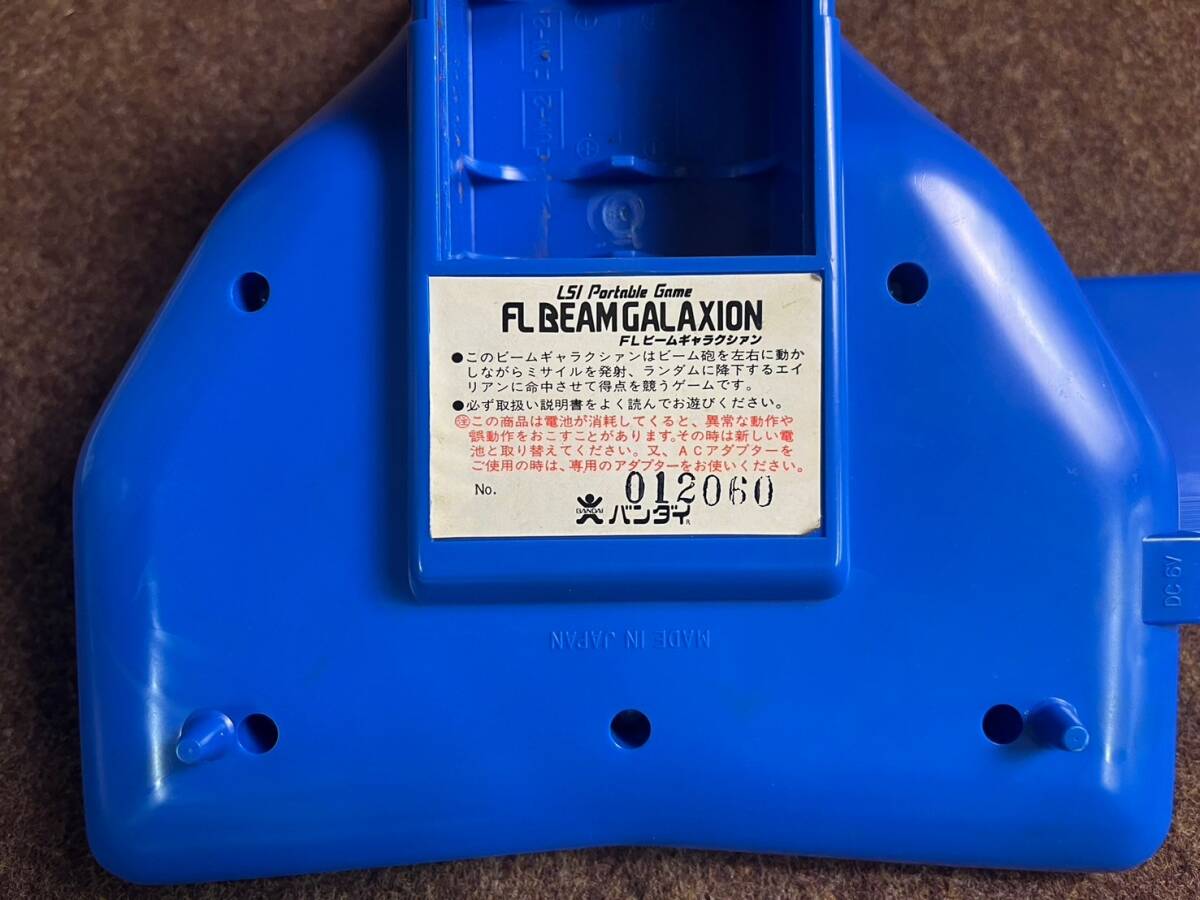 UM-2
UM-2
LSI Portable Game
FL BEAMGALAXION
FLビームギャラクシァン
●このビームギャラクシァンはビーム砲を左右に動か
しながらミサイルを発射、ランダムに降下するエイ
リアンに命中させて得点を競うゲームです。
●必ず取扱い説明書をよく読んでお遊びください。
㊟この商品は電池が消耗してくると、異常な動作や
誤動作をおこすことがあります。その時は新しい電
池と取り替えてください。又、ACアダプターを
ご使用の時は、専用のアダプターをお使いください。
No. 012060
BANDAI バンダイ®
DC 6V
MADE IN JAPAN